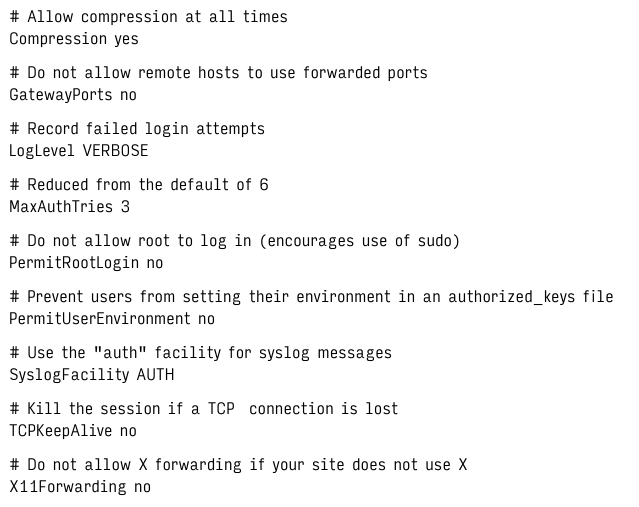 # Allow compression at all times
Compression yes
# Do not allow remote hosts to use forwarded ports
GatewayPorts no
# Record failed login attempts
LogLevel VERBOSE
# Reduced from the default of 6
MaxAuthTries 3
# Do not allow root to log in (encourages use of sudo)
PermitRootLogin no
# Prevent users from setting their environment in an authorized_keys file
PermitUserEnvironment no
# Use the "auth" facility for syslog messages
SyslogFacility AUTH
# Kill the session if a TCP  connection is lost
TCPKeepAlive no
# Do not allow X forwarding if your site does not use X
X11Forwarding no